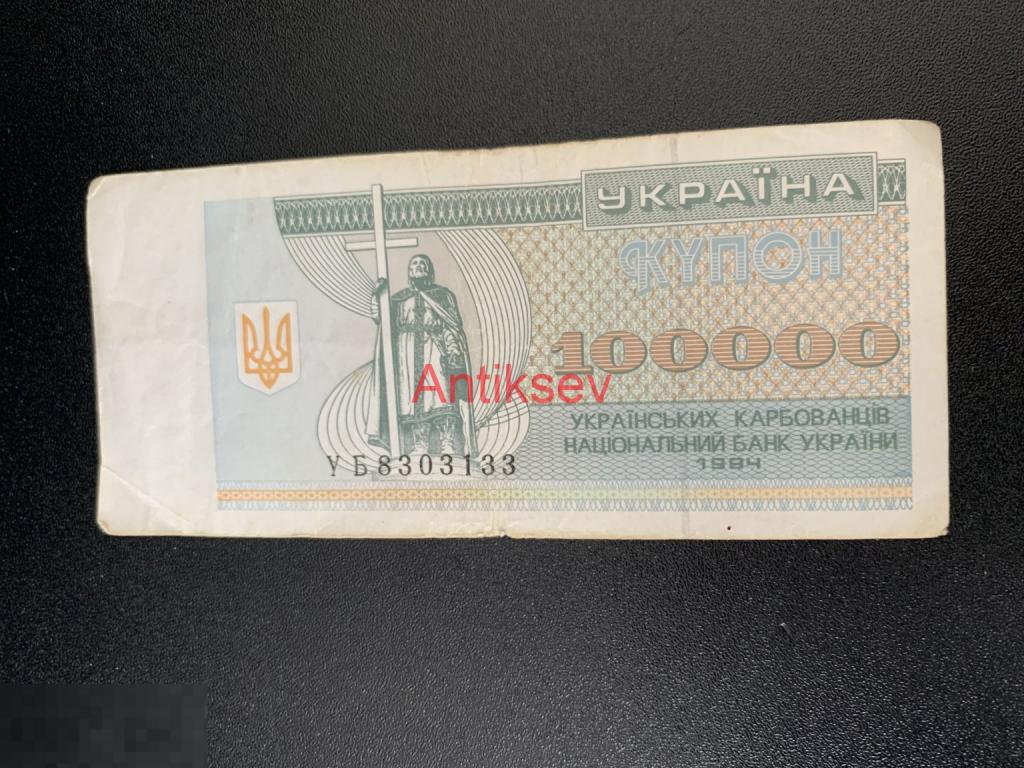 УКРАЇНА
КУПОН
100000
Antiksev
УКРАЇНСЬКИХ КАРБОВАНЦІВ
НАЦІОНАЛЬНИЙ БАНК УКРАЇНИ
1994
УБ8303133